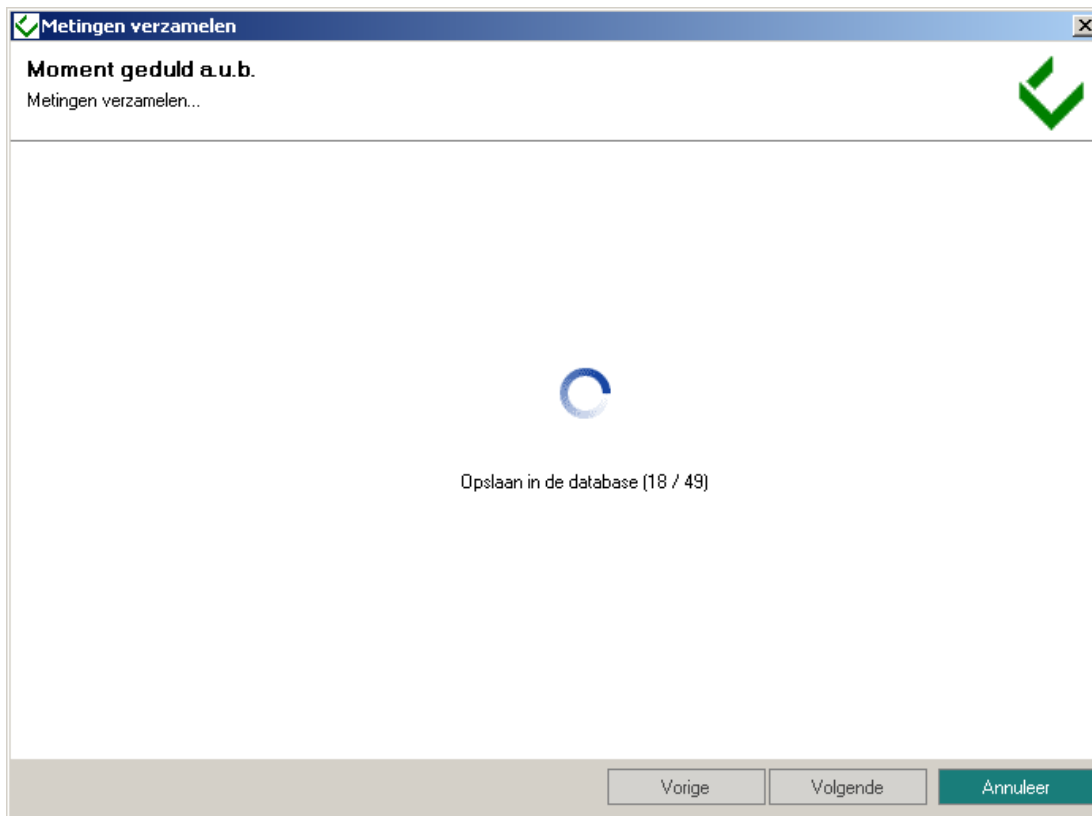 Metingen verzamelen
Moment geduld a.u.b.
Metingen verzamelen...
Opslaan in de database (18 / 49)
Vorige
Volgende
Annuleer